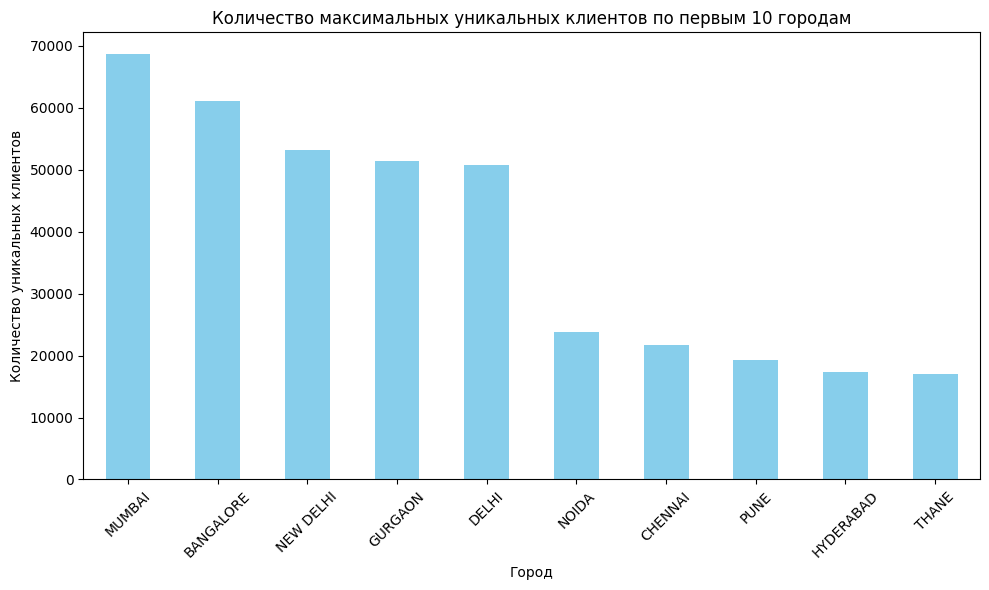 Количество максимальных уникальных клиентов по первым 10 городам
Количество уникальных клиентов
70000
60000
50000
40000
30000
20000
10000
0
MUMBAI
BANGALORE
NEW DELHI
GURGAON
DELHI
NOIDA
CHENNAI
PUNE
HYDERABAD
THANE
Город